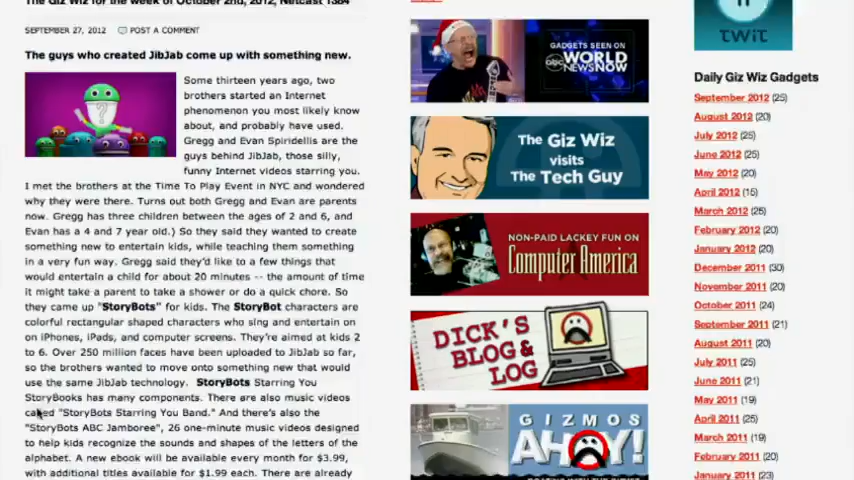 The Giz Wiz for the week of October 2nd, 2012, Netcast 1384
SEPTEMBER 27, 2012 POST A COMMENT
The guys who created JibJab come up with something new.
Some thirteen years ago, two
brothers started an Internet
phenomenon you most likely know
about, and probably have used.
Gregg and Evan Spiridellis are the
guys behind JibJab, those silly,
funny Internet videos starring you.
I met the brothers at the Time To Play Event in NYC and wondered
why they were there. Turns out both Gregg and Evan are parents
now. Gregg has three children between the ages of 2 and 6, and
Evan has a 4 and 7 year old.) So they said they wanted to create
something new to entertain kids, while teaching them something
in a very fun way. Gregg said they'd like to a few things that
would entertain a child for about 20 minutes -- the amount of time
it might take a parent to take a shower or do a quick chore. So
they came up "StoryBots" for kids. The StoryBot characters are
colorful rectangular shaped characters who sing and entertain on
on iPhones, iPads, and computer screens. They're aimed at kids 2
to 6. Over 250 million faces have been uploaded to JibJab so far,
so the brothers wanted to move onto something new that would
use the same JibJab technology. StoryBots Starring You
StoryBooks has many components. There are also music videos
called "StoryBots Starring You Band." And there's also the
"StoryBots ABC Jamboree", 26 one-minute music videos designed
to help kids recognize the sounds and shapes of the letters of the
alphabet. A new ebook will be available every month for $3.99,
with additional titles available for $1.99 each. There are already
GADGETS SEEN ON
abc WORLD
NEWS NOW
The Giz Wiz
visits
The Tech Guy
NON-PAID LACKEY FUN ON
Computer America
DICK'S
BLOG &
LOG
GIZMOS
AHOY!
TWiT
Daily Giz Wiz Gadgets
September 2012 (25)
August 2012 (20)
July 2012 (25)
June 2012 (25)
May 2012 (20)
April 2012 (15)
March 2012 (25)
February 2012 (20)
January 2012 (20)
December 2011 (30)
November 2011 (20)
October 2011 (24)
September 2011 (21)
August 2011 (20)
July 2011 (25)
June 2011 (21)
May 2011 (19)
April 2011 (25)
March 2011 (19)
February 2011 (20)
January 2011 (23)